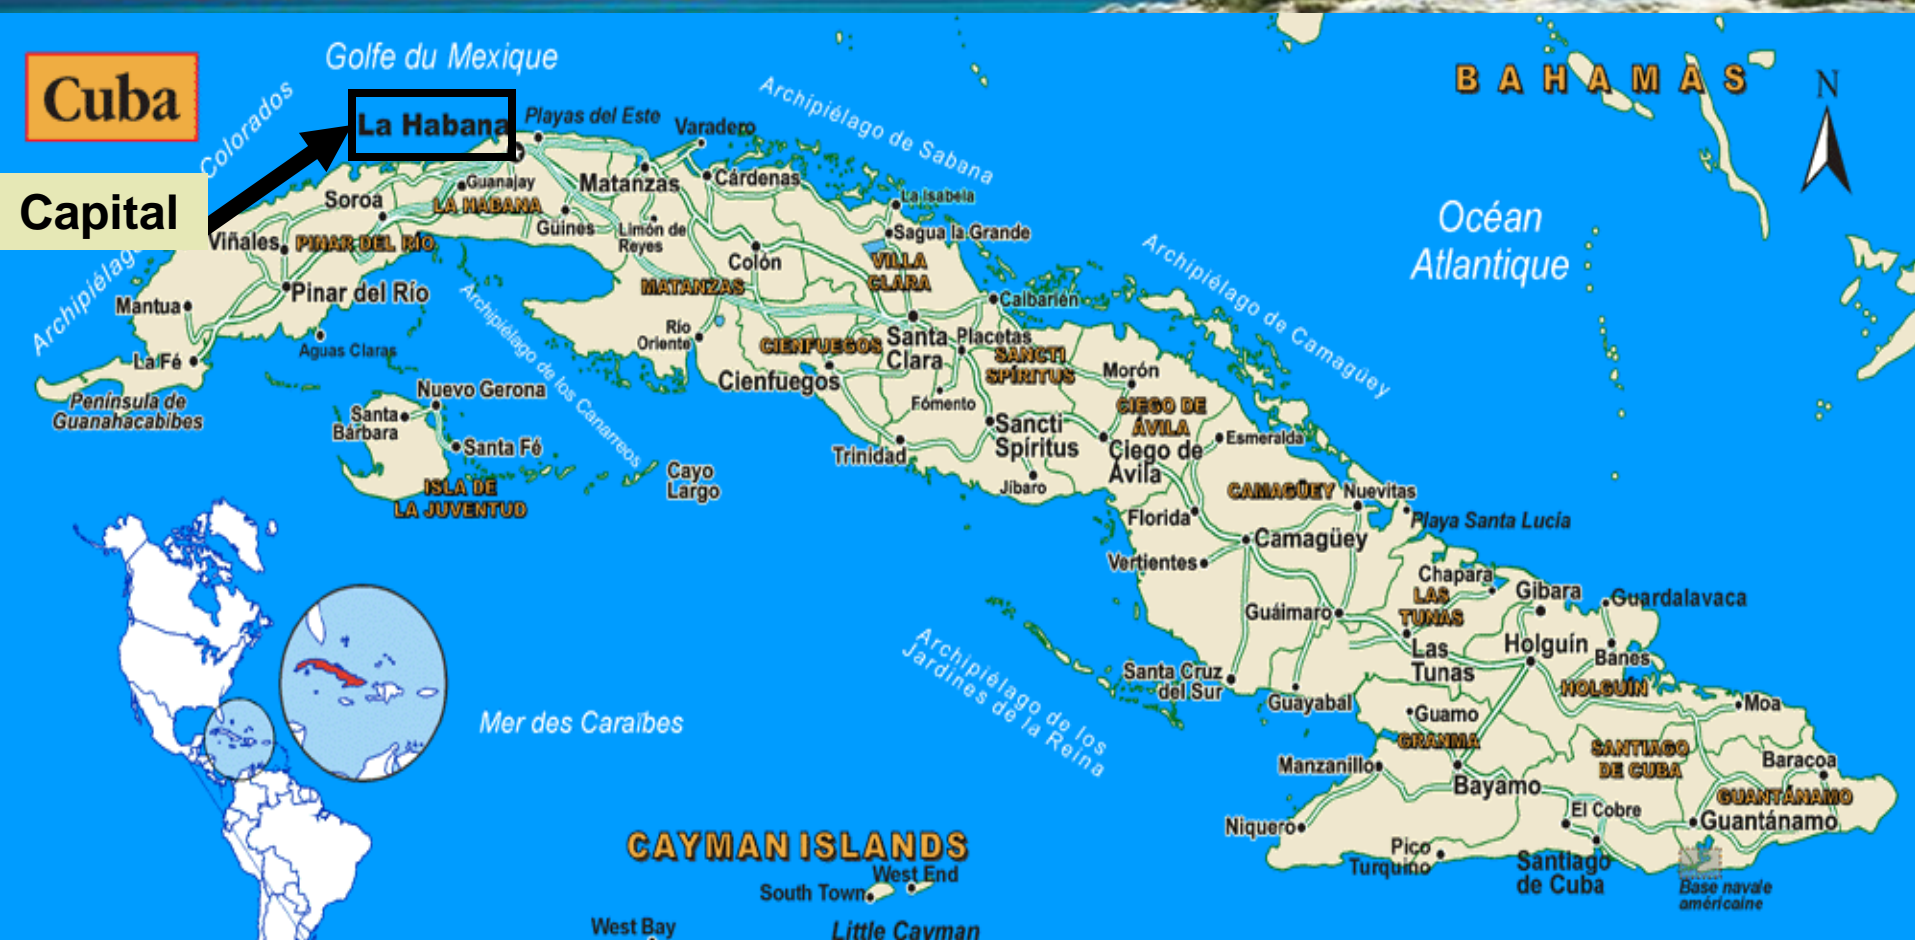 Cuba
Golfe du Mexique
Archipiélago
Colorados
Capital
La Habana
Playas del Este
Varadero
Archipiélago de Sabana
BAHAMAS
N
Océan
Atlantique
Soroa
Guanajay
LA HABANA
Matanzas
Cárdenas
La Isabela
Güines
Limón de
Reyes
Sagua la Grande
Viñales
PINAR DEL RÍO
Colón
VILLA
CLARA
Archipiélago de Camagüey
Mantua
Pinar del Río
MATANZAS
Caibarién
Archipiélago de los Canarreos
Río
Oriente
CIENFUEGOS
Santa
Clara
Placetas
SANCTI
SPÍRITUS
La Fé
Aguas Claras
Cienfuegos
Morón
Península de
Guanahacabibes
Nuevo Gerona
Santa
Bárbara
Santa Fé
Fómento
CIEGO DE
ÁVILA
Sancti
Spíritus
Esmeralda
Trinidad
Ciego de
Ávila
Cayo
Largo
Jíbaro
ISLA DE
LA JUVENTUD
CAMAGÜEY
Nuevitas
Florida
Playa Santa Lucía
Camagüey
Vertientes
Chapara
LAS
TUNAS
Gibara
Guardalavaca
Guáimaro
Las
Tunas
Holguín
Banes
Archipiélago de los
Jardines de la Reina
Santa Cruz
del Sur
Guayabal
HOLGUÍN
Moa
Guamo
Mer des Caraïbes
GRANMA
SANTIAGO
DE CUBA
Manzanillo
Baracoa
Bayamo
GUANTÁNAMO
El Cobre
Guantánamo
Niquero
Pico
Turquino
Santiago
de Cuba
Base navale
américaine
CAYMAN ISLANDS
West End
South Town
West Bay
Little Cayman